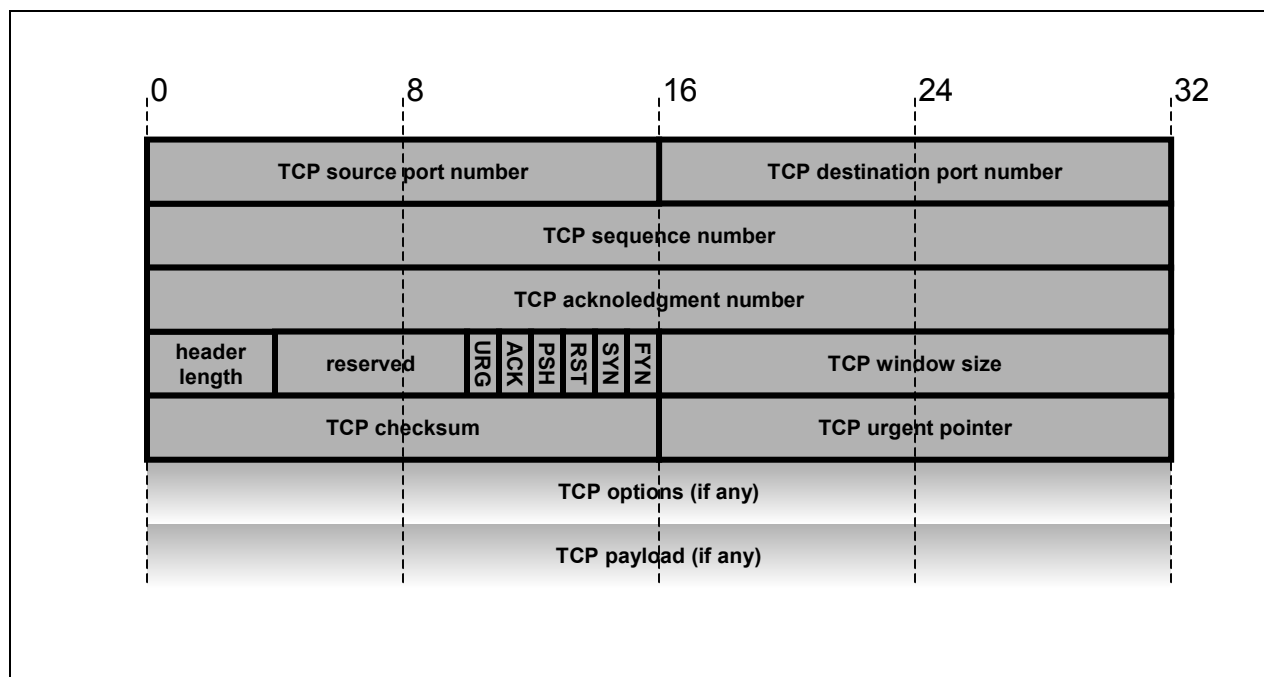 0 8 16 24 32
TCP source port number TCP destination port number
TCP sequence number
TCP acknoledgment number
header length reserved URG ACK PSH RST SYN FYN TCP window size
TCP checksum TCP urgent pointer
TCP options (if any)
TCP payload (if any)